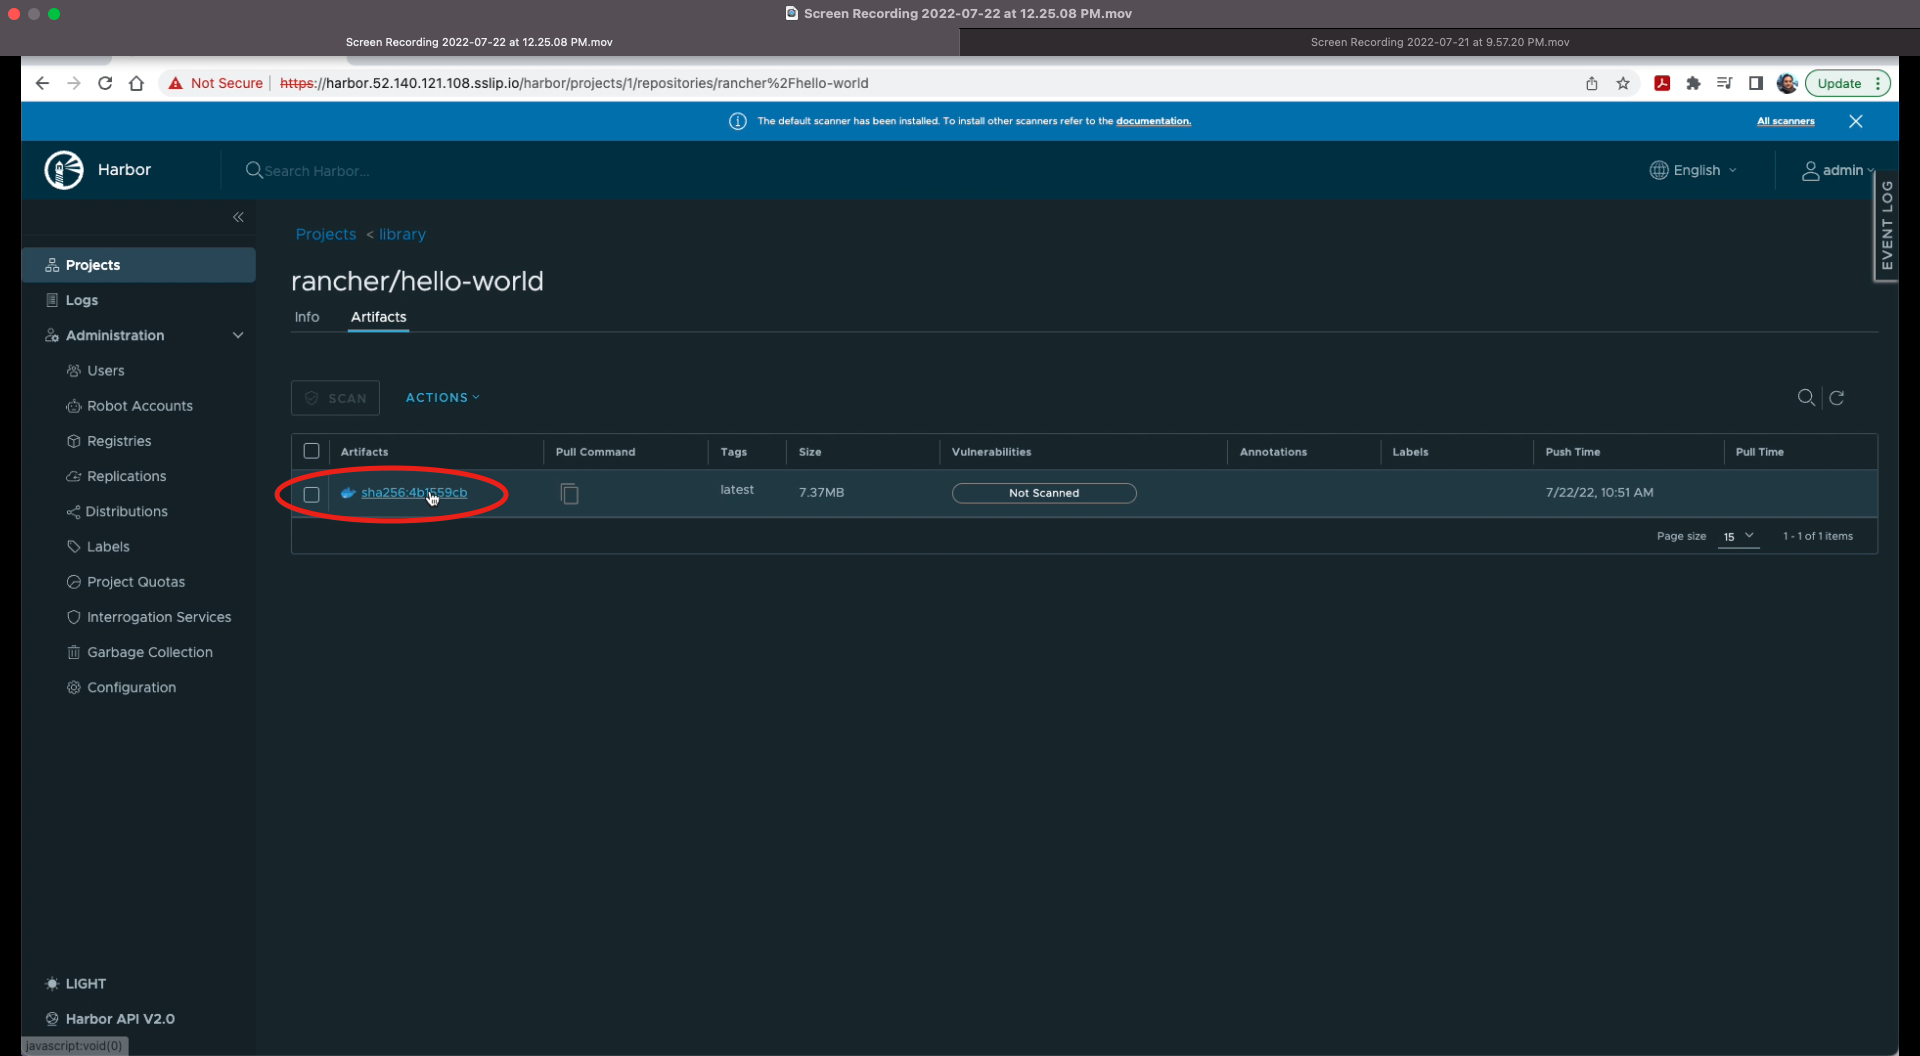 Screen Recording 2022-07-22 at 12.25.08 PM.mov
Screen Recording 2022-07-22 at 12.25.08 PM.mov
Screen Recording 2022-07-21 at 9.57.20 PM.mov
Not Secure https://harbor.52.140.121.108.sslip.io/harbor/projects/1/repositories/rancher%2Fhello-world
Update
The default scanner has been installed. To install other scanners refer to the documentation.
All scanners
Harbor
Search Harbor...
English
admin
EVENT LOG
Projects
Logs
Administration
Users
Robot Accounts
Registries
Replications
Distributions
Labels
Project Quotas
Interrogation Services
Garbage Collection
Configuration
LIGHT
Harbor API V2.0
javascript:void(0)
Projects < library
rancher/hello-world
Info Artifacts
SCAN ACTIONS
Artifacts Pull Command Tags Size Vulnerabilities Annotations Labels Push Time Pull Time
sha256:4b1559cb latest 7.37MB Not Scanned 7/22/22, 10:51 AM
Page size 15 1 - 1 of 1 items